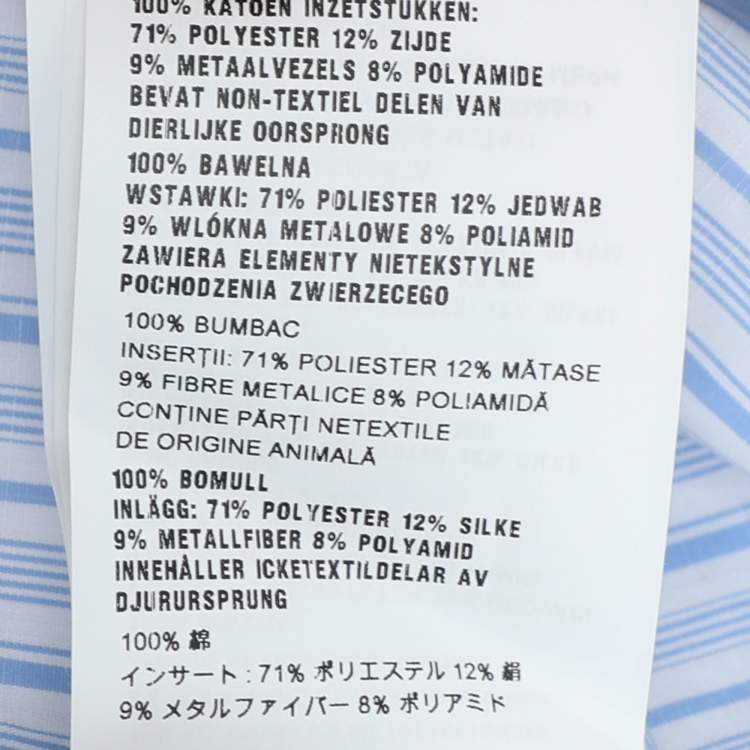 100% KATOEN INZETSTUKKEN:
71% POLYESTER 12% ZIJDE
9% METAALVEZELS 8% POLYAMIDE
BEVAT NON-TEXTIEL DELEN VAN
DIERLIJKE OORSPRONG
100% BAWELNA
WSTAWKI: 71% POLIESTER 12% JEDWAB
9% WLÓKNA METALOWE 8% POLIAMID
ZAWIERA ELEMENTY NIETEKSTYLNE
POCHODZENIA ZWIERZECEGO
100% BUMBAC
INSERȚII: 71% POLIESTER 12% MĂTASE
9% FIBRE METALICE 8% POLIAMIDĂ
CONȚINE PĂRȚI NETEXTILE
DE ORIGINE ANIMALĂ
100% BOMULL
INLÄGG: 71% POLYESTER 12% SILKE
9% METALLFIBER 8% POLYAMID
INNEHÅLLER ICKETEXTILDELAR AV
DJURURSPRUNG
100% 綿
インサート : 71% ポリエステル 12% 絹
9% メタルファイバー 8% ポリアミド